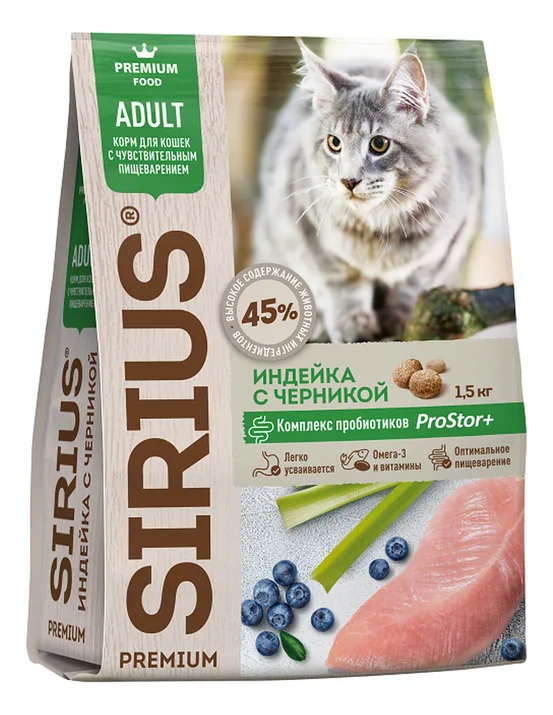 PREMIUM
FOOD
ADULT
КОРМ ДЛЯ КОШЕК
С ЧУВСТВИТЕЛЬНЫМ
ПИЩЕВАРЕНИЕМ
SIRIUS®
PREMIUM
ВЫСОКОЕ СОДЕРЖАНИЕ ЖИВОТНЫХ ИНГРЕДИЕНТОВ
45%
ИНДЕЙКА
С ЧЕРНИКОЙ
1,5 кг
Комплекс пробиотиков ProStor+
Легко
усваивается
Омега-3
и витамины
Оптимальное
пищеварение
ADULT
КОРМ ДЛЯ КОШЕК
С ЧУВСТВИТЕЛЬНЫМ
ПИЩЕВАРЕНИЕМ
SIRIUS®
ИНДЕЙКА С ЧЕРНИКОЙ
PREMIUM